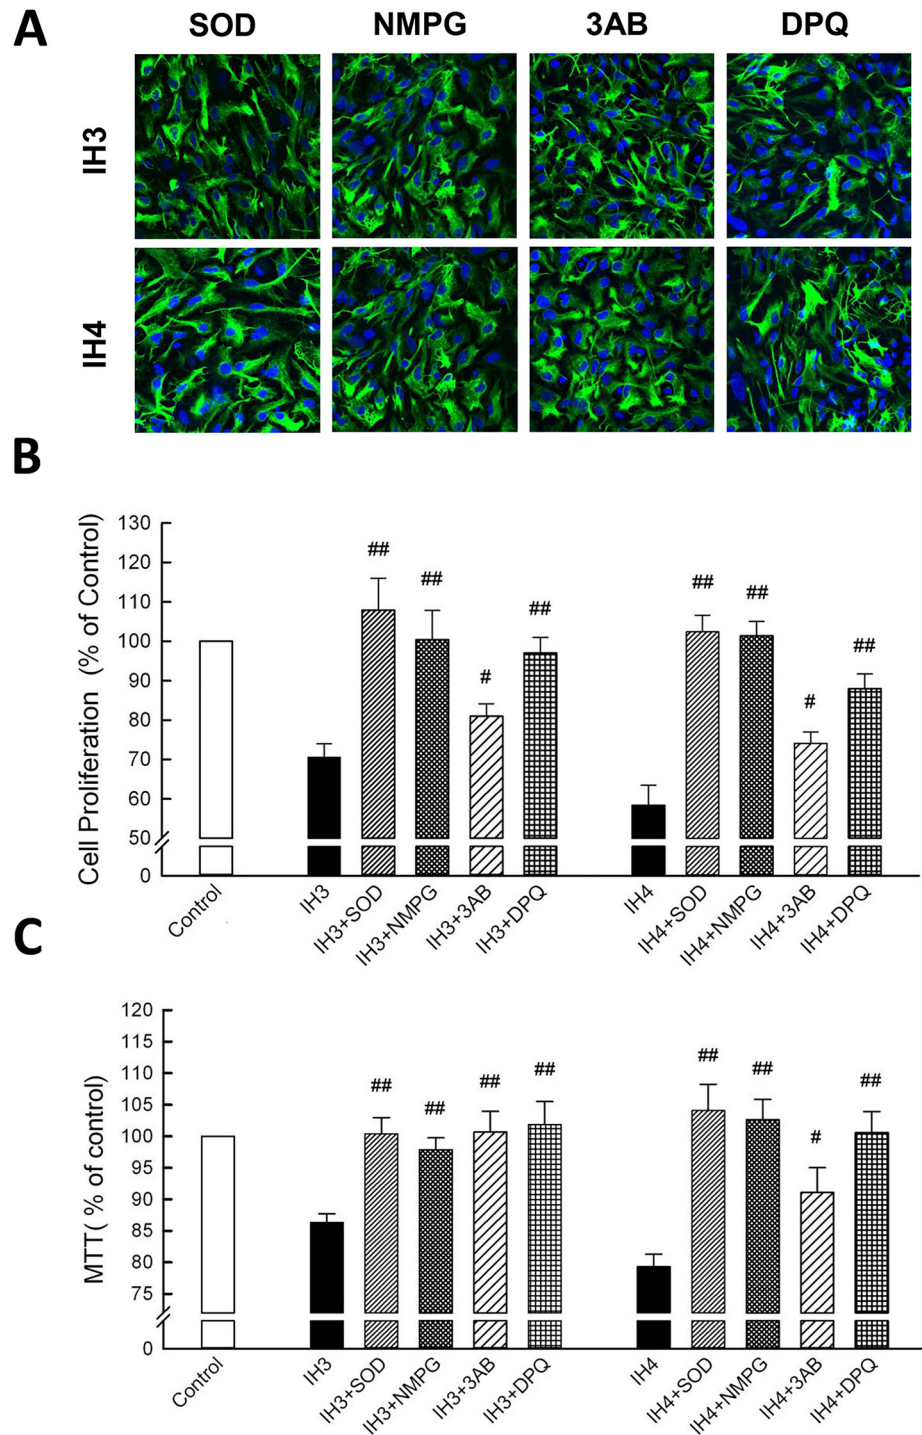 A
SOD NMPG 3AB DPQ
IH3
IH4
B
Cell Proliferation (% of Control)
130
120
110
100
90
80
70
60
50
0
## ## # ## ## ## # ##
Control IH3 IH3+SOD IH3+NMPG IH3+3AB IH3+DPQ IH4 IH4+SOD IH4+NMPG IH4+3AB IH4+DPQ
C
MTT( % of control)
120
115
110
105
100
95
90
85
80
75
0
## ## ## ## ## ## # ##
Control IH3 IH3+SOD IH3+NMPG IH3+3AB IH3+DPQ IH4 IH4+SOD IH4+NMPG IH4+3AB IH4+DPQ